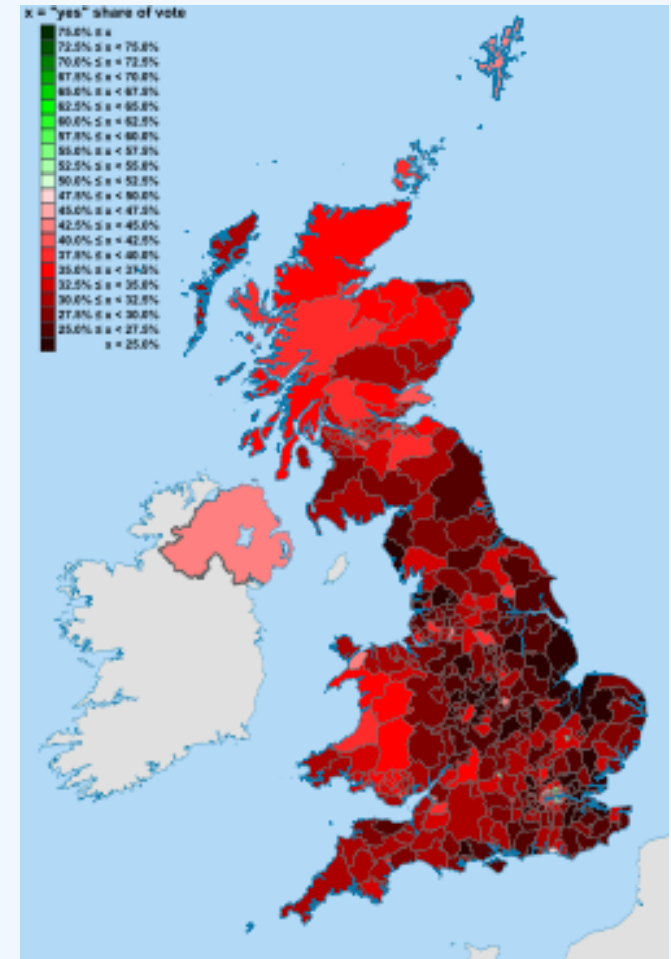 x = "yes" share of vote
75.0% ≤ x
72.5% ≤ x < 75.0%
70.0% ≤ x < 72.5%
67.5% ≤ x < 70.0%
65.0% ≤ x < 67.5%
62.5% ≤ x < 65.0%
60.0% ≤ x < 62.5%
57.5% ≤ x < 60.0%
55.0% ≤ x < 57.5%
52.5% ≤ x < 55.0%
50.0% ≤ x < 52.5%
47.5% ≤ x < 50.0%
45.0% ≤ x < 47.5%
42.5% ≤ x < 45.0%
40.0% ≤ x < 42.5%
37.5% ≤ x < 40.0%
35.0% ≤ x < 37.5%
32.5% ≤ x < 35.0%
30.0% ≤ x < 32.5%
27.5% ≤ x < 30.0%
25.0% ≤ x < 27.5%
x < 25.0%